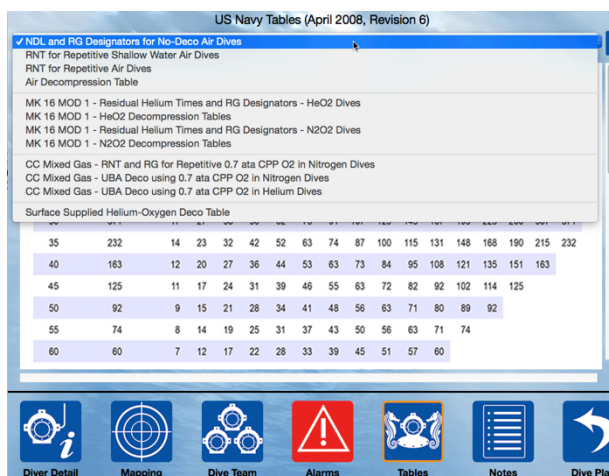 US Navy Tables (April 2008, Revision 6)
✓ NDL and RG Designators for No-Deco Air Dives
RNT for Repetitive Shallow Water Air Dives
RNT for Repetitive Air Dives
Air Decompression Table
MK 16 MOD 1 - Residual Helium Times and RG Designators - HeO2 Dives
MK 16 MOD 1 - HeO2 Decompression Tables
MK 16 MOD 1 - Residual Helium Times and RG Designators - N2O2 Dives
MK 16 MOD 1 - N2O2 Decompression Tables
CC Mixed Gas - RNT and RG for Repetitive 0.7 ata CPP O2 in Nitrogen Dives
CC Mixed Gas - UBA Deco using 0.7 ata CPP O2 in Nitrogen Dives
CC Mixed Gas - UBA Deco using 0.7 ata CPP O2 in Helium Dives
Surface Supplied Helium-Oxygen Deco Table
35 232 14 23 32 42 52 63 74 87 100 115 131 148 168 190 215 232
40 163 12 20 27 36 44 53 63 73 84 95 108 121 135 151 163
45 125 11 17 24 31 39 46 55 63 72 82 92 102 114 125
50 92 9 15 21 28 34 41 48 56 63 71 80 89 92
55 74 8 14 19 25 31 37 43 50 56 63 71 74
60 60 7 12 17 22 28 33 39 45 51 57 60
Diver Detail Mapping Dive Team Alarms Tables Notes Dive Pla